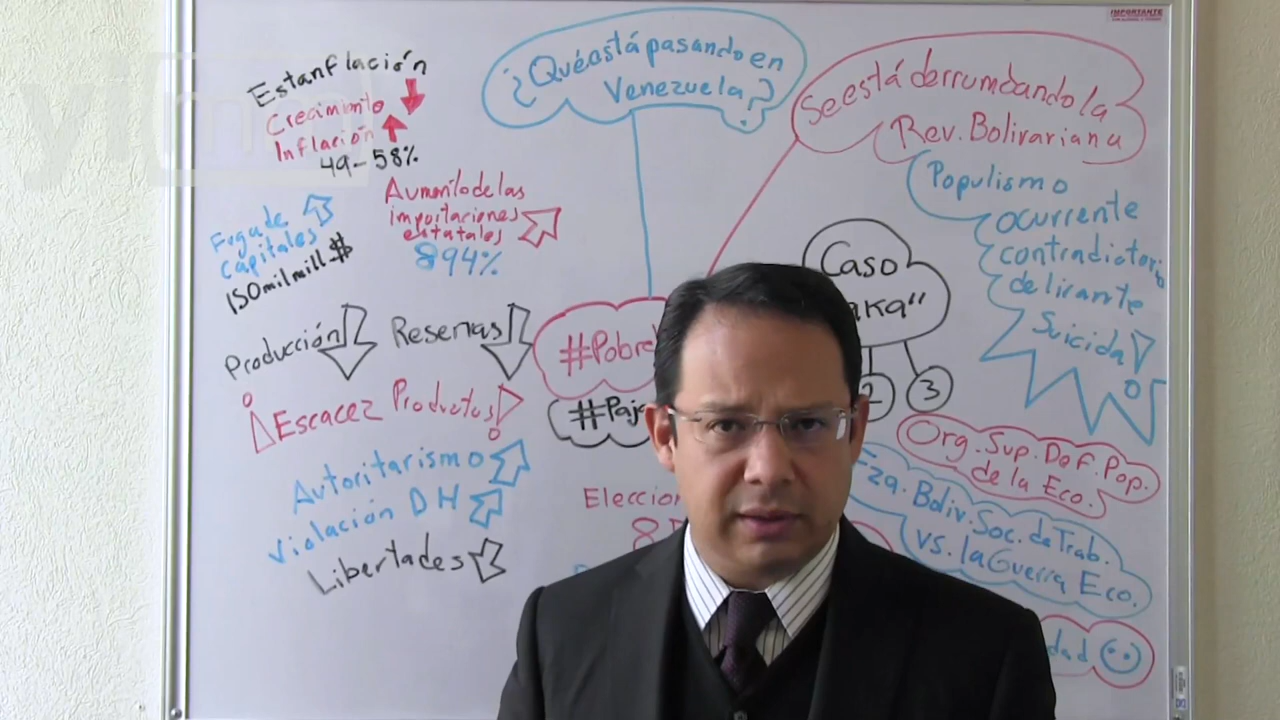 IMPORTANTE
¿Qué está pasando en
Venezuela?
Se está derrumbando la
Rev. Bolivariana
Estanflación
Crecimiento
Inflación
49-58%
Aumento de las
importaciones
estatales
894%
Fuga de
capitales
150 mil mill $
Producción
Reservas
¡Escacez Productos!
Autoritarismo
violación DH
Libertades
Populismo
ocurrente
contradictorio
delirante
Suicida
Caso
2
3
Org. Sup. Def. Pop.
de la Eco.
Fza. Boliv. Soc. de Trab.
vs. la Guerra Eco.